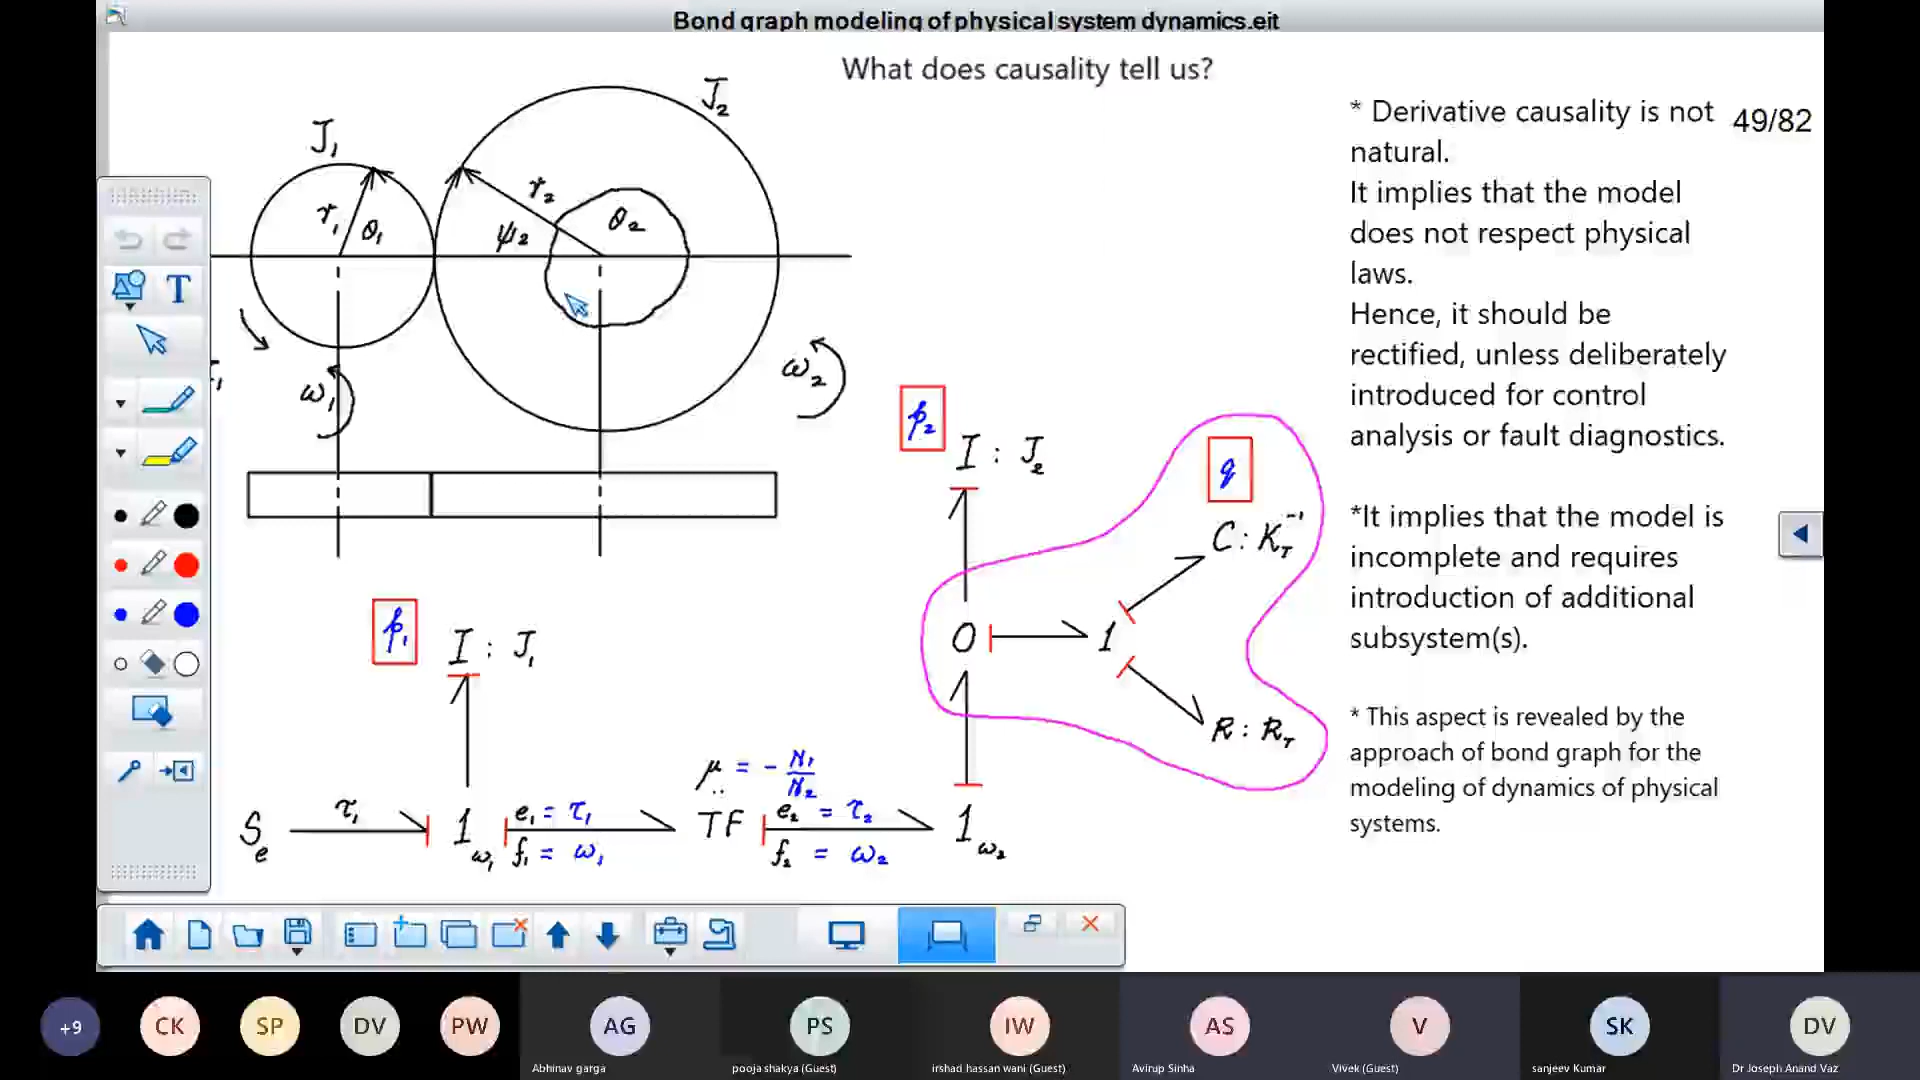 Bond graph modeling of physical system dynamics.eit
What does causality tell us?
49/82
* Derivative causality is not
natural.
It implies that the model
does not respect physical
laws.
Hence, it should be
rectified, unless deliberately
introduced for control
analysis or fault diagnostics.
*It implies that the model is
incomplete and requires
introduction of additional
subsystem(s).
* This aspect is revealed by the
approach of bond graph for the
modeling of dynamics of physical
systems.
J₁
J₂
r₁ θ₁
r₂
ψ₂
θ₂
ω₁
ω₂
T
p₂
I : J₂
q
C : K_T⁻¹
p₁
I : J₁
0
1
R : R_T
μ = - N₁/N₂
Sₑ
τ₁
1 ω₁
e₁ = τ₁
f₁ = ω₁
TF
e₂ = τ₂
f₂ = ω₂
1 ω₂
+9
CK
SP
DV
PW
AG
PS
IW
AS
V
SK
DV
Abhinav garga
pooja shakya (Guest)
irshad hassan wani (Guest)
Avirup Sinha
Vivek (Guest)
sanjeev Kumar
Dr Joseph Anand Vaz